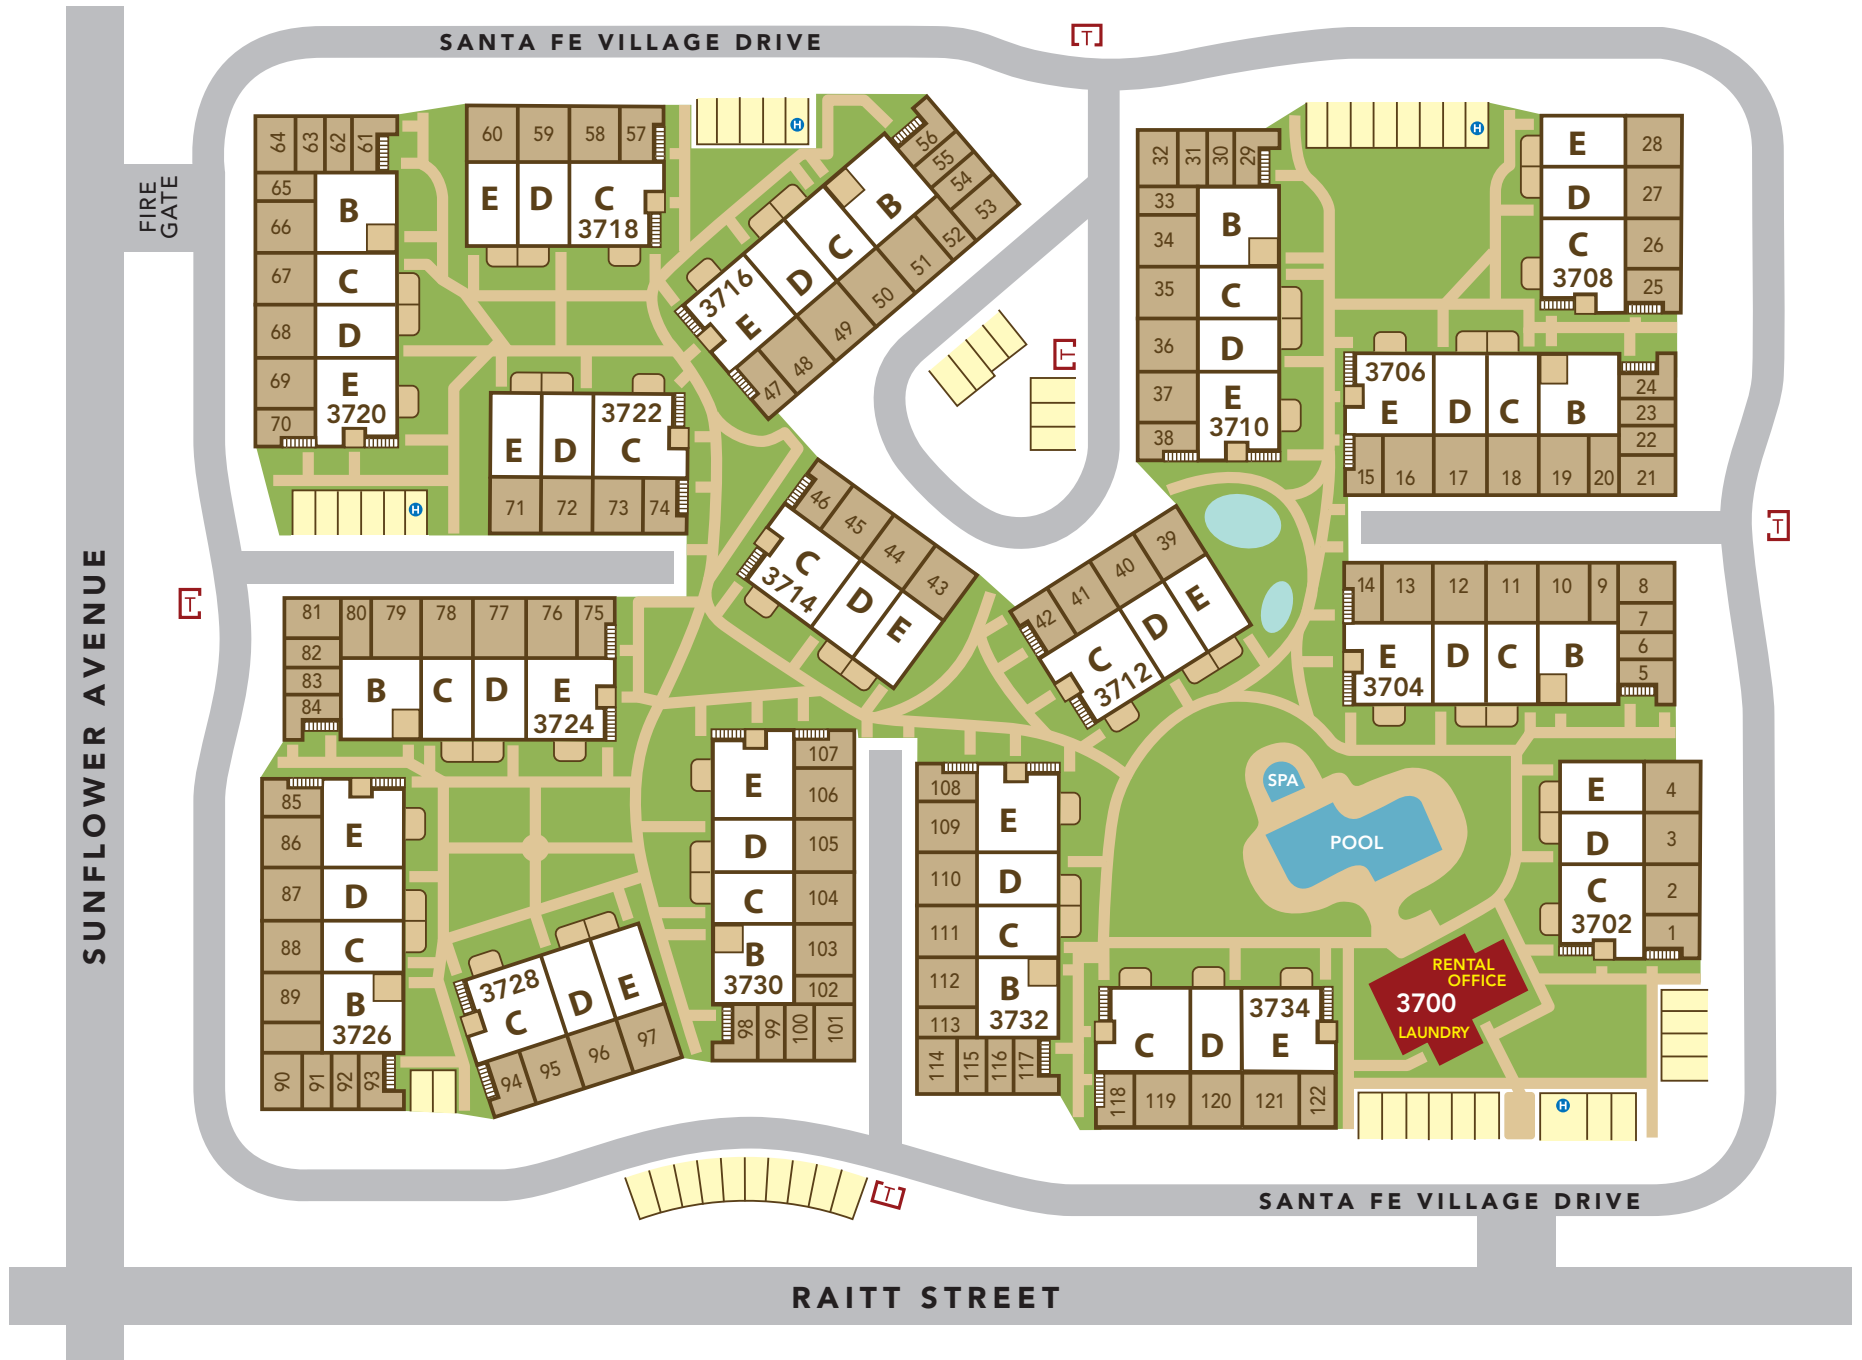 SANTA FE VILLAGE DRIVE
[T]
SUNFLOWER AVENUE
FIRE
GATE
64 63 62 61
65
66
67
68
69
70
B
C
D
E
3720
60 59 58 57
E D C
3718
H
56
55
54
53
52
51
50
49
48
47
B
C
D
E
3716
[T]
32 31 30 29
33
34
35
36
37
38
B
C
D
E
3710
H
E
D
C
3708
28
27
26
25
3706
E D C B
24
23
22
21
15 16 17 18 19 20
[T]
3722
E D C
71 72 73 74
H
46
45
44
43
C
D
E
3714
39
40
41
42
C
D
E
3712
14 13 12 11 10 9 8
7
6
5
E D C B
3704
[T]
81 80 79 78 77 76 75
82
83
84
B C D E
3724
85
86
87
88
89
E
D
C
B
3726
90 91 92 93
3728
C
D
E
94
95
96
97
E
D
C
B
3730
107
106
105
104
103
102
98 99 100 101
108
109
110
111
112
113
E
D
C
B
3732
114 115 116 117
SPA
POOL
E
D
C
3702
4
3
2
1
RENTAL
OFFICE
3700
LAUNDRY
3734
C D E
118 119 120 121 122
H
[T]
SANTA FE VILLAGE DRIVE
RAITT STREET